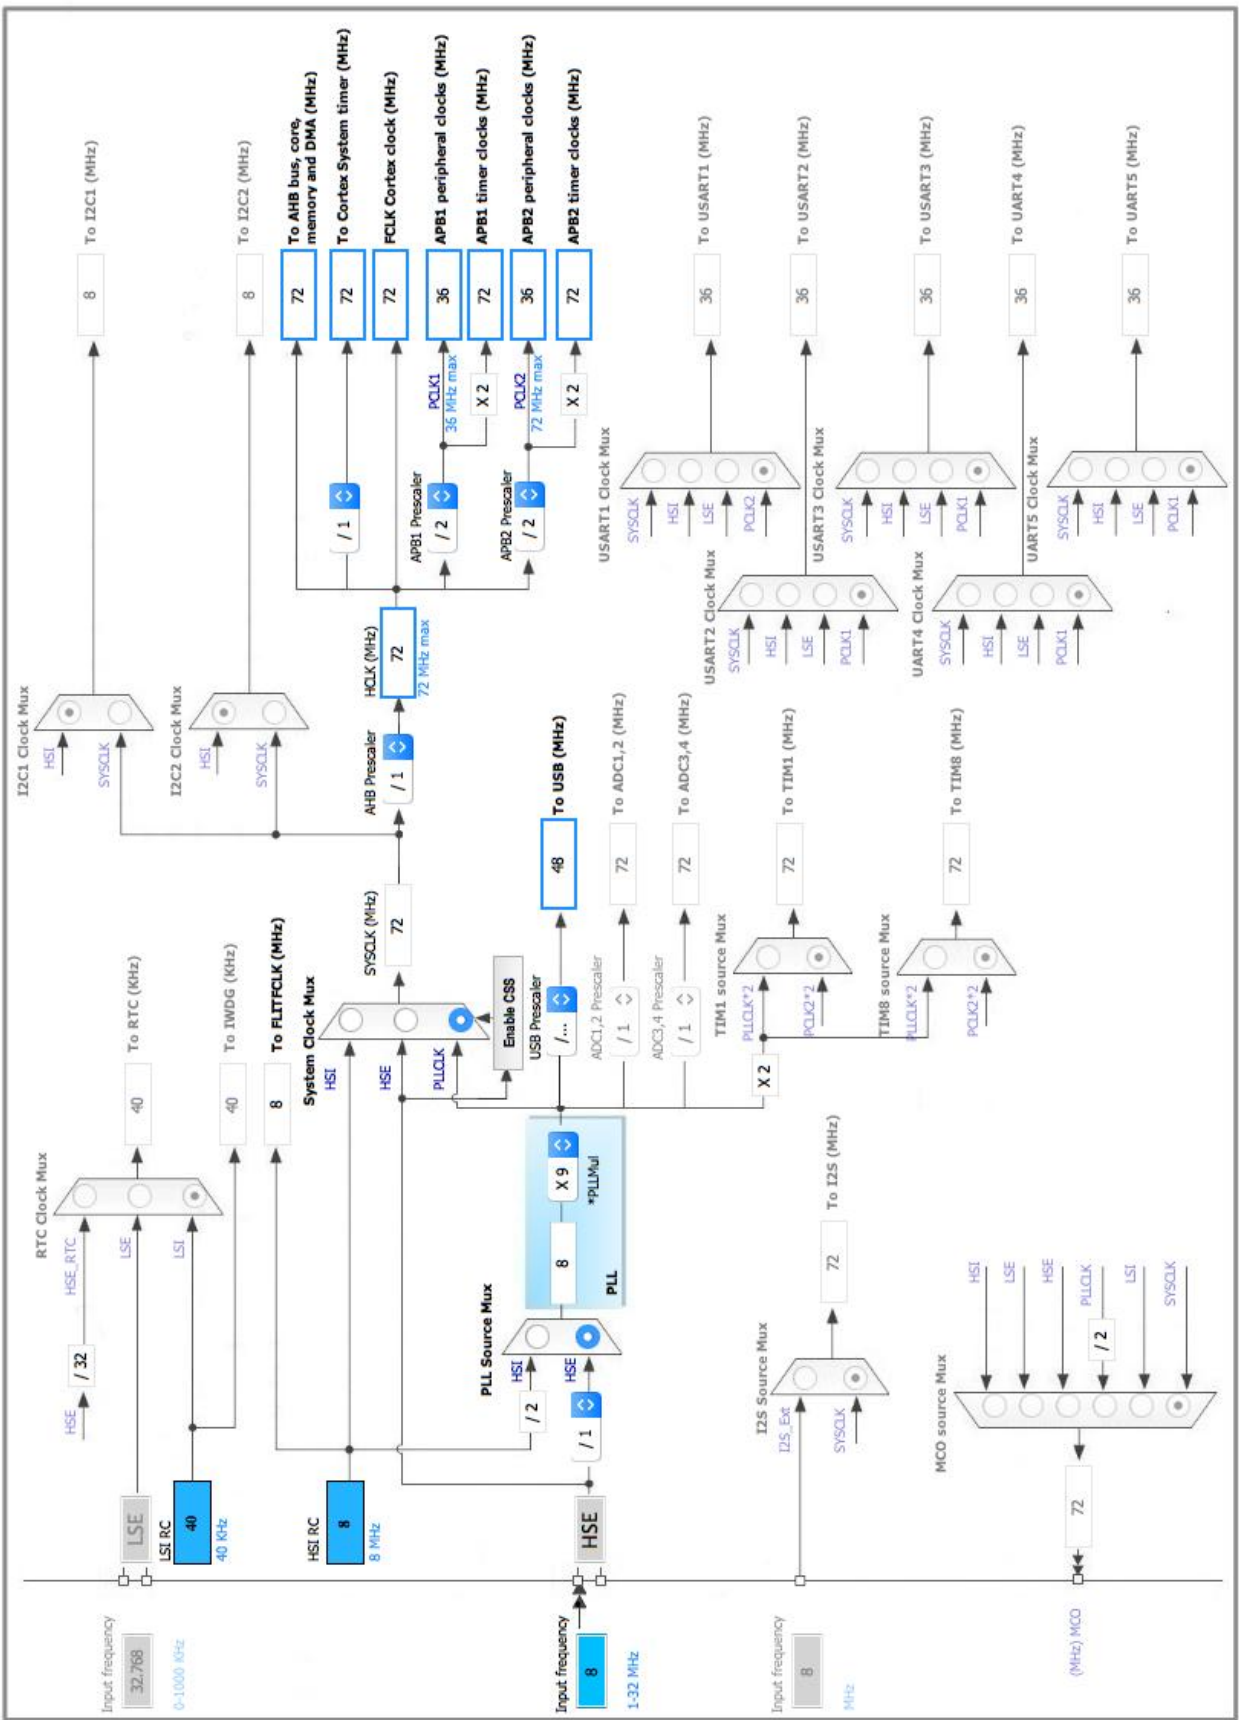 Input frequency
32.768
0-1000 KHz
LSE
LSI RC
40
40 KHz
HSE
/ 32
HSE_RTC
LSE
LSI
RTC Clock Mux
40
To RTC (KHz)
40
To IWDG (KHz)
HSI RC
8
8 MHz
8
To FLITFCLK (MHz)
System Clock Mux
HSI
HSE
PLLCLK
Enable CSS
SYSCLK (MHz)
72
AHB Prescaler
/ 1
HCLK (MHz)
72
72 MHz max
I2C1 Clock Mux
HSI
SYSCLK
8
To I2C1 (MHz)
I2C2 Clock Mux
HSI
SYSCLK
8
To I2C2 (MHz)
72
To AHB bus, core,
memory and DMA (MHz)
/ 1
72
To Cortex System timer (MHz)
72
FCLK Cortex clock (MHz)
APB1 Prescaler
/ 2
PCLK1
36 MHz max
36
APB1 peripheral clocks (MHz)
X 2
72
APB1 timer clocks (MHz)
APB2 Prescaler
/ 2
PCLK2
72 MHz max
36
APB2 peripheral clocks (MHz)
X 2
72
APB2 timer clocks (MHz)
Input frequency
8
1-32 MHz
HSE
/ 2
/ 1
PLL Source Mux
HSI
HSE
8
X 9
*PLLMul
PLL
USB Prescaler
/...
48
To USB (MHz)
ADC1,2 Prescaler
/ 1
72
To ADC1,2 (MHz)
ADC3,4 Prescaler
/ 1
72
To ADC3,4 (MHz)
X 2
TIM1 source Mux
PLLCLK*2
PCLK2*2
72
To TIM1 (MHz)
TIM8 source Mux
PLLCLK*2
PCLK2*2
72
To TIM8 (MHz)
USART1 Clock Mux
SYSCLK
HSI
LSE
PCLK2
36
To USART1 (MHz)
USART2 Clock Mux
SYSCLK
HSI
LSE
PCLK1
36
To USART2 (MHz)
USART3 Clock Mux
SYSCLK
HSI
LSE
PCLK1
36
To USART3 (MHz)
UART4 Clock Mux
SYSCLK
HSI
LSE
PCLK1
36
To UART4 (MHz)
UART5 Clock Mux
SYSCLK
HSI
LSE
PCLK1
36
To UART5 (MHz)
Input frequency
8
MHz
I2S Source Mux
I2S_Ext
SYSCLK
72
To I2S (MHz)
(MHz) MCO
72
MCO source Mux
HSI
LSE
HSE
/ 2
PLLCLK
LSI
SYSCLK